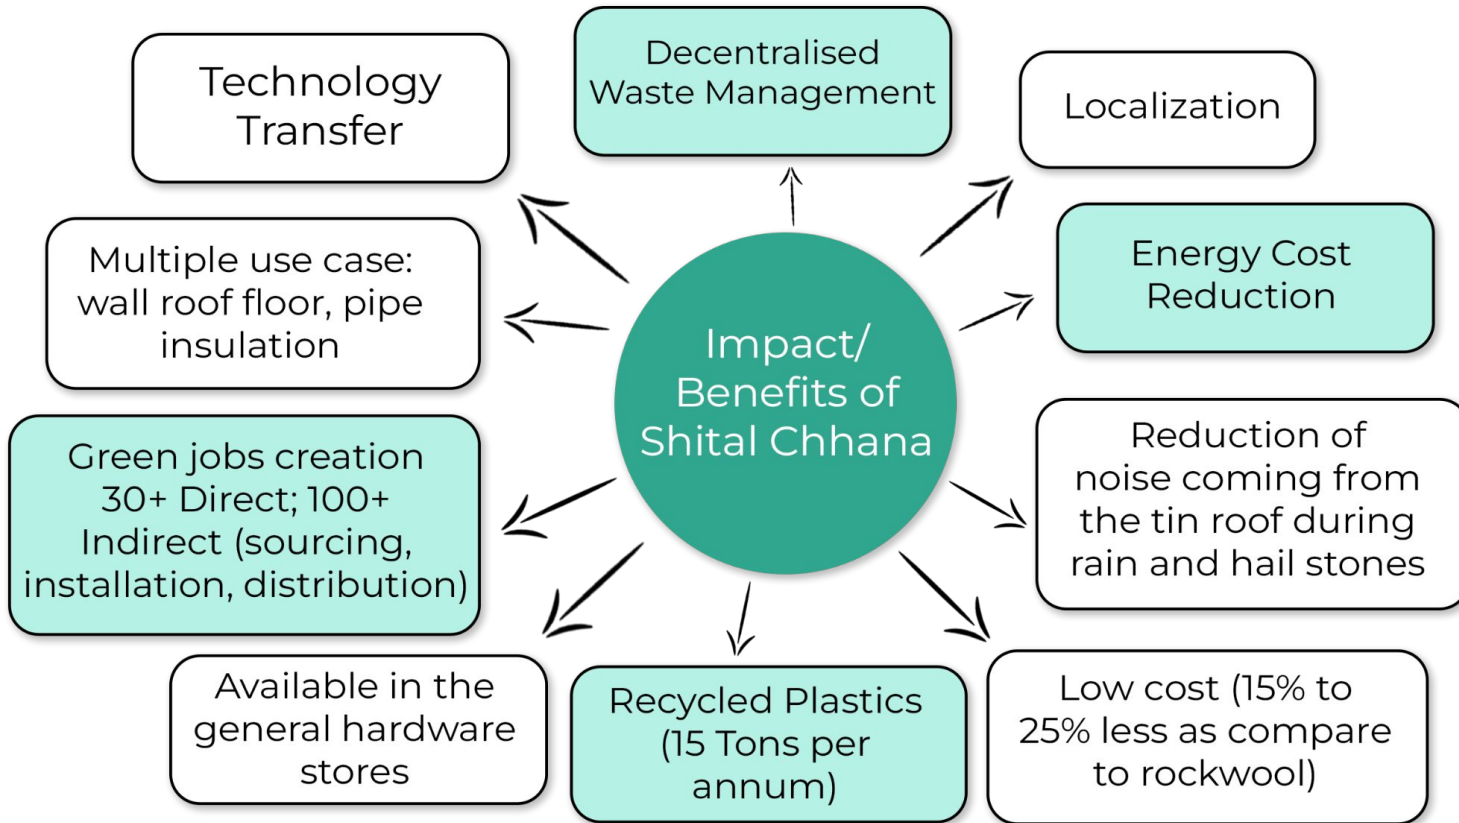 Technology
Transfer
Decentralised
Waste Management
Localization
Multiple use case:
wall roof floor, pipe
insulation
Energy Cost
Reduction
Impact/
Benefits of
Shital Chhana
Green jobs creation
30+ Direct; 100+
Indirect (sourcing,
installation, distribution)
Reduction of
noise coming from
the tin roof during
rain and hail stones
Available in the
general hardware
stores
Recycled Plastics
(15 Tons per
annum)
Low cost (15% to
25% less as compare
to rockwool)